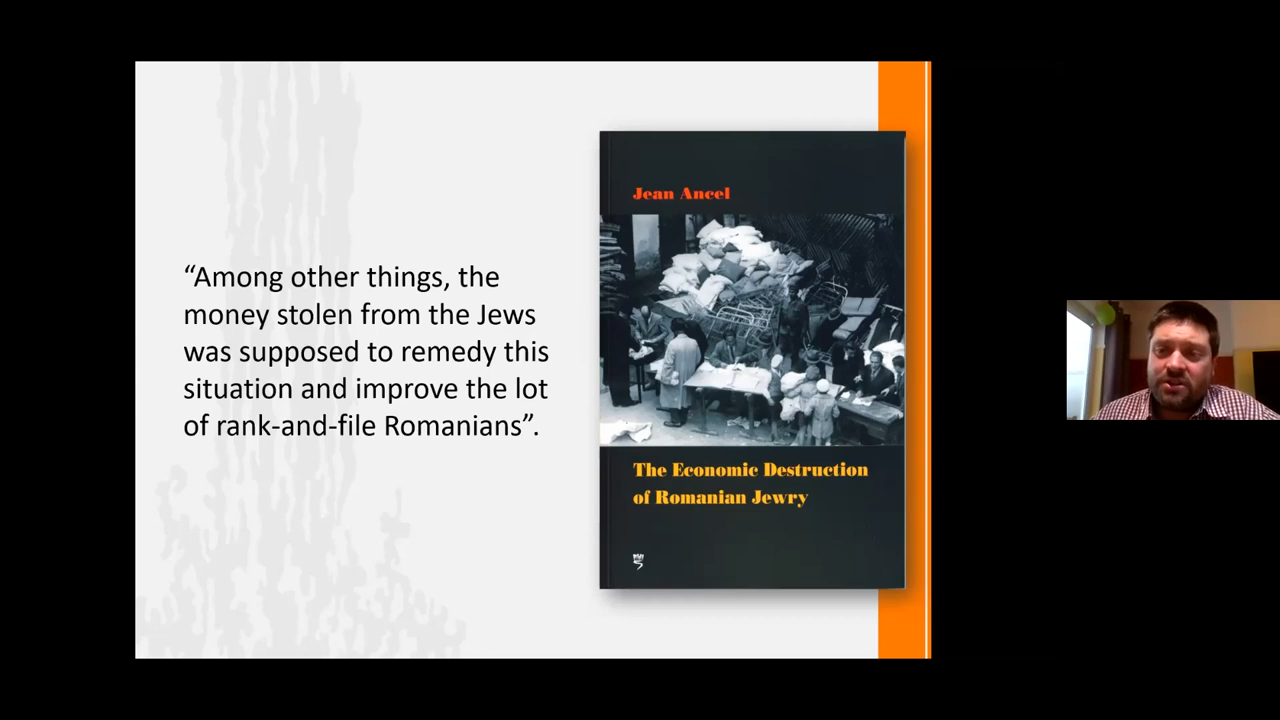 “Among other things, the
money stolen from the Jews
was supposed to remedy this
situation and improve the lot
of rank-and-file Romanians”.
Jean Ancel
The Economic Destruction
of Romanian Jewry